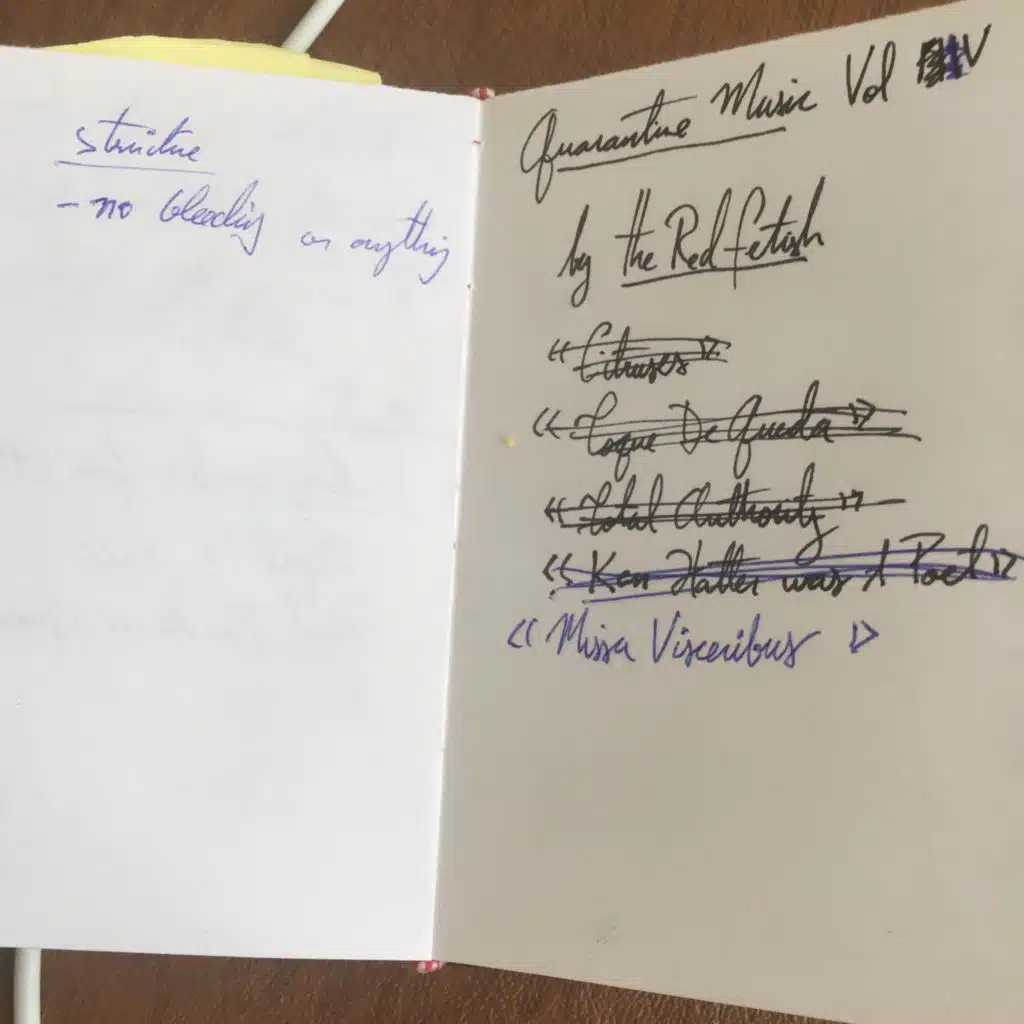 structure
- no bleeding or anything
Quarantine Music Vol V
by the Red Fetish
<< Citruses >>
<< Toque De Queda >>
<< Total Authority >>
<< Ken Hatter was A Poet >>
<< Missa Visceribus >>